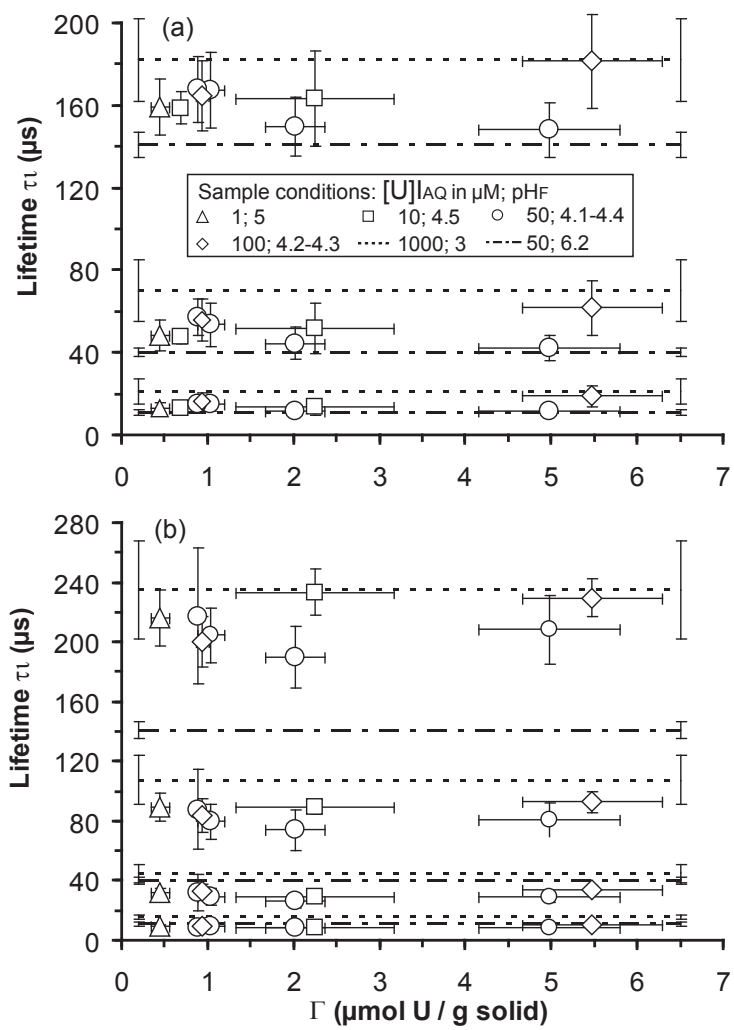 (a)
200
160
120
80
40
0
Lifetime τι (µs)
Sample conditions: [U]IAQ in µM; pHF
1; 5
10; 4.5
50; 4.1-4.4
100; 4.2-4.3
1000; 3
50; 6.2
0 1 2 3 4 5 6 7
(b)
280
240
200
160
120
80
40
0
Lifetime τι (µs)
0 1 2 3 4 5 6 7
Γ (µmol U / g solid)